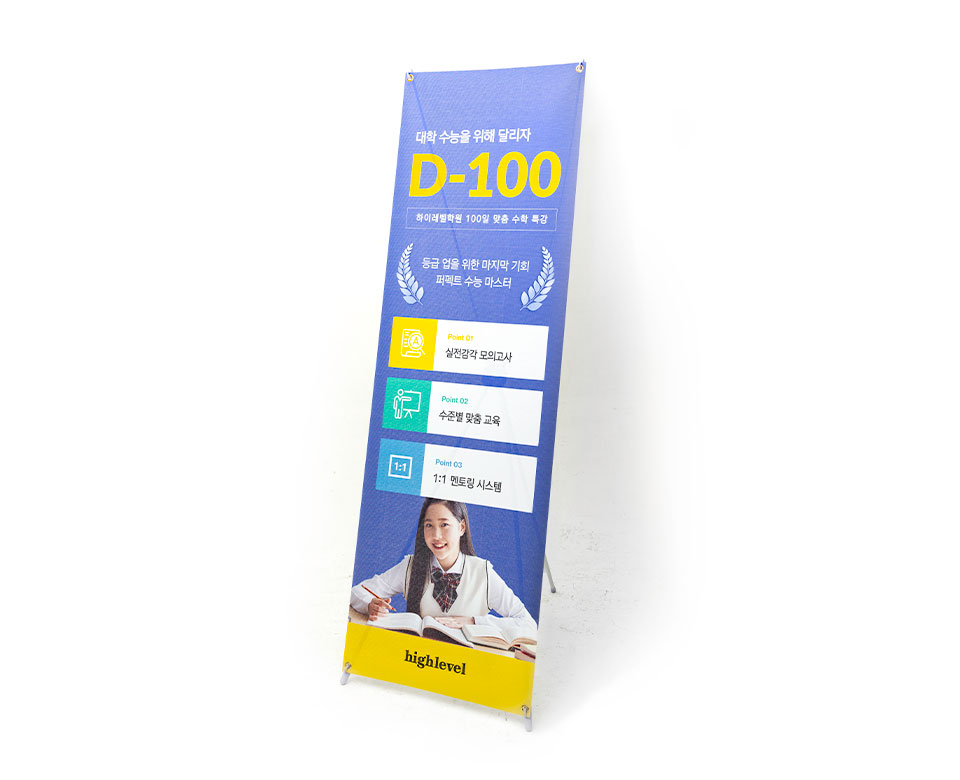 대학 수능을 위해 달리자
D-100
하이레벨학원 100일 맞춤 수학 특강
등급 업을 위한 마지막 기회
퍼펙트 수능 마스터
A
Point 01
실전감각 모의고사
Point 02
수준별 맞춤 교육
1:1
Point 03
1:1 멘토링 시스템
highlevel